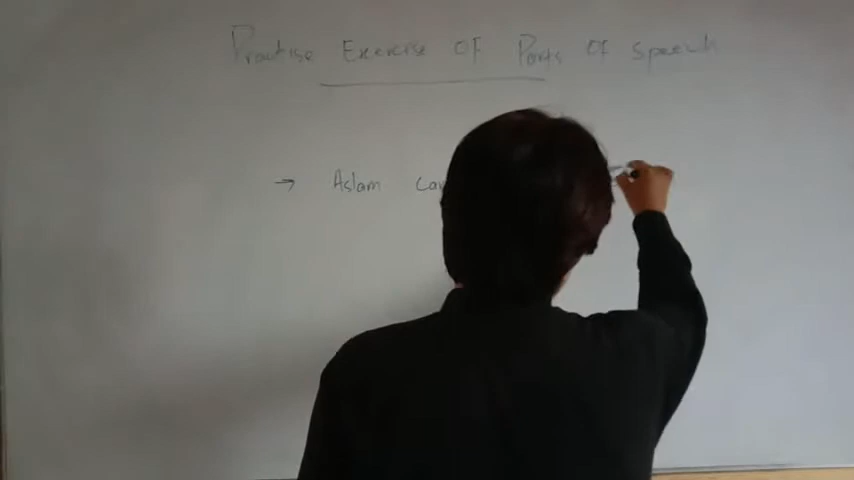 Practise Exercise OF Parts OF Speech
→ Aslam